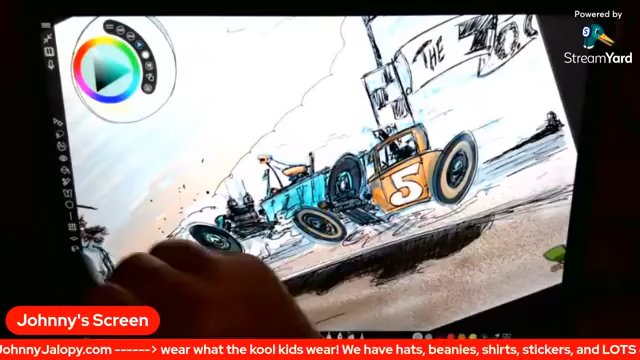 Powered by
StreamYard
THE
5
Johnny's Screen
JohnnyJalopy.com ------> wear what the kool kids wear! We have hats, beanies, shirts, stickers, and LOTS